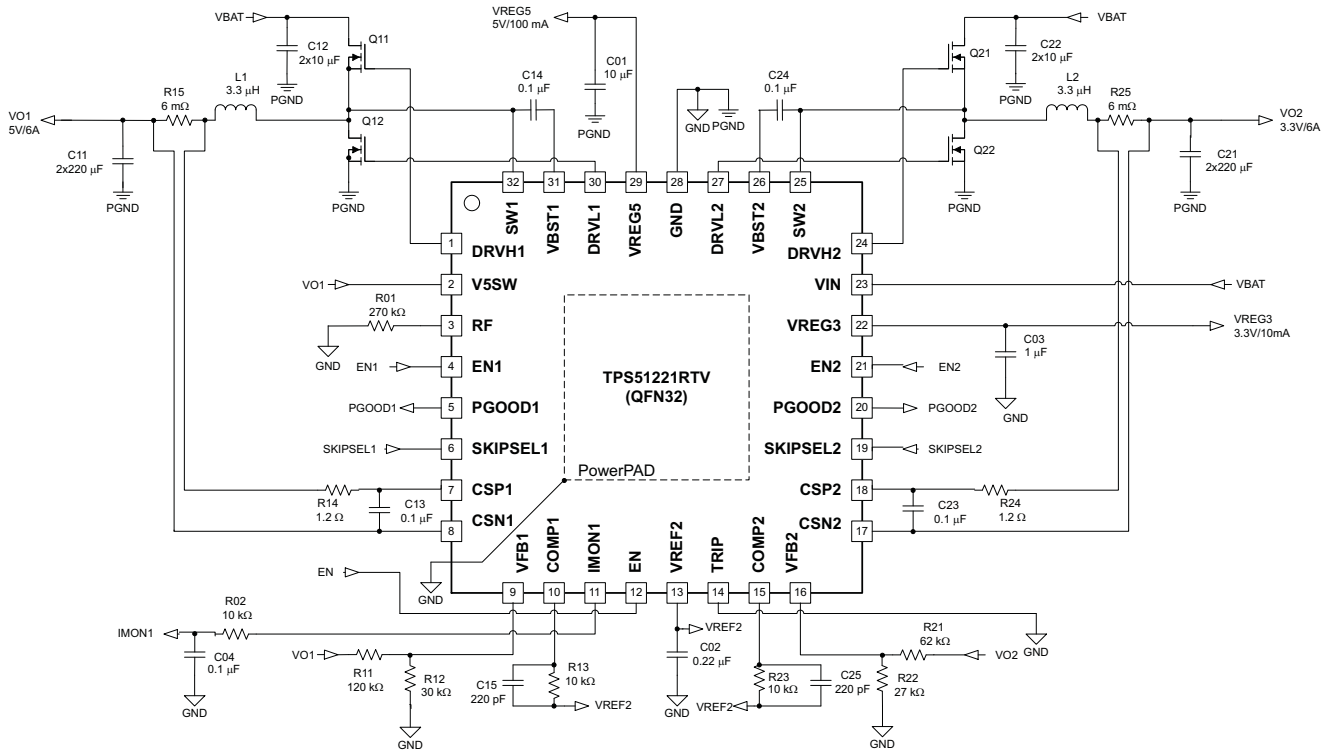 VBAT
VREG5
5V/100 mA
VBAT
Q11
C12
2x10 µF
C01
10 µF
Q21
C22
2x10 µF
PGND
C14
0.1 µF
C24
0.1 µF
PGND
L1
3.3 µH
R15
6 mΩ
L2
3.3 µH
R25
6 mΩ
VO1
5V/6A
Q12
PGND
GND
PGND
Q22
VO2
3.3V/6A
C11
2x220 µF
C21
2x220 µF
PGND
PGND
PGND
PGND
32
31
30
29
28
27
26
25
SW1
VBST1
DRVL1
VREG5
GND
DRVL2
VBST2
SW2
1
DRVH1
DRVH2
24
VO1
2
V5SW
VIN
23
VBAT
R01
270 kΩ
3
RF
VREG3
22
VREG3
3.3V/10mA
GND
C03
1 µF
EN1
4
EN1
EN2
21
EN2
TPS51221RTV
(QFN32)
GND
PGOOD1
5
PGOOD1
PGOOD2
20
PGOOD2
SKIPSEL1
6
SKIPSEL1
SKIPSEL2
19
SKIPSEL2
PowerPAD
7
CSP1
CSP2
18
R14
1.2 Ω
C13
0.1 µF
C23
0.1 µF
R24
1.2 Ω
8
CSN1
CSN2
17
VFB1
COMP1
IMON1
EN
VREF2
TRIP
COMP2
VFB2
EN
GND
9
10
11
12
13
14
15
16
R02
10 kΩ
IMON1
C04
0.1 µF
GND
VO1
R11
120 kΩ
R12
30 kΩ
GND
C15
220 pF
R13
10 kΩ
VREF2
VREF2
C02
0.22 µF
GND
R23
10 kΩ
C25
220 pF
VREF2
R21
62 kΩ
VO2
R22
27 kΩ
GND
GND